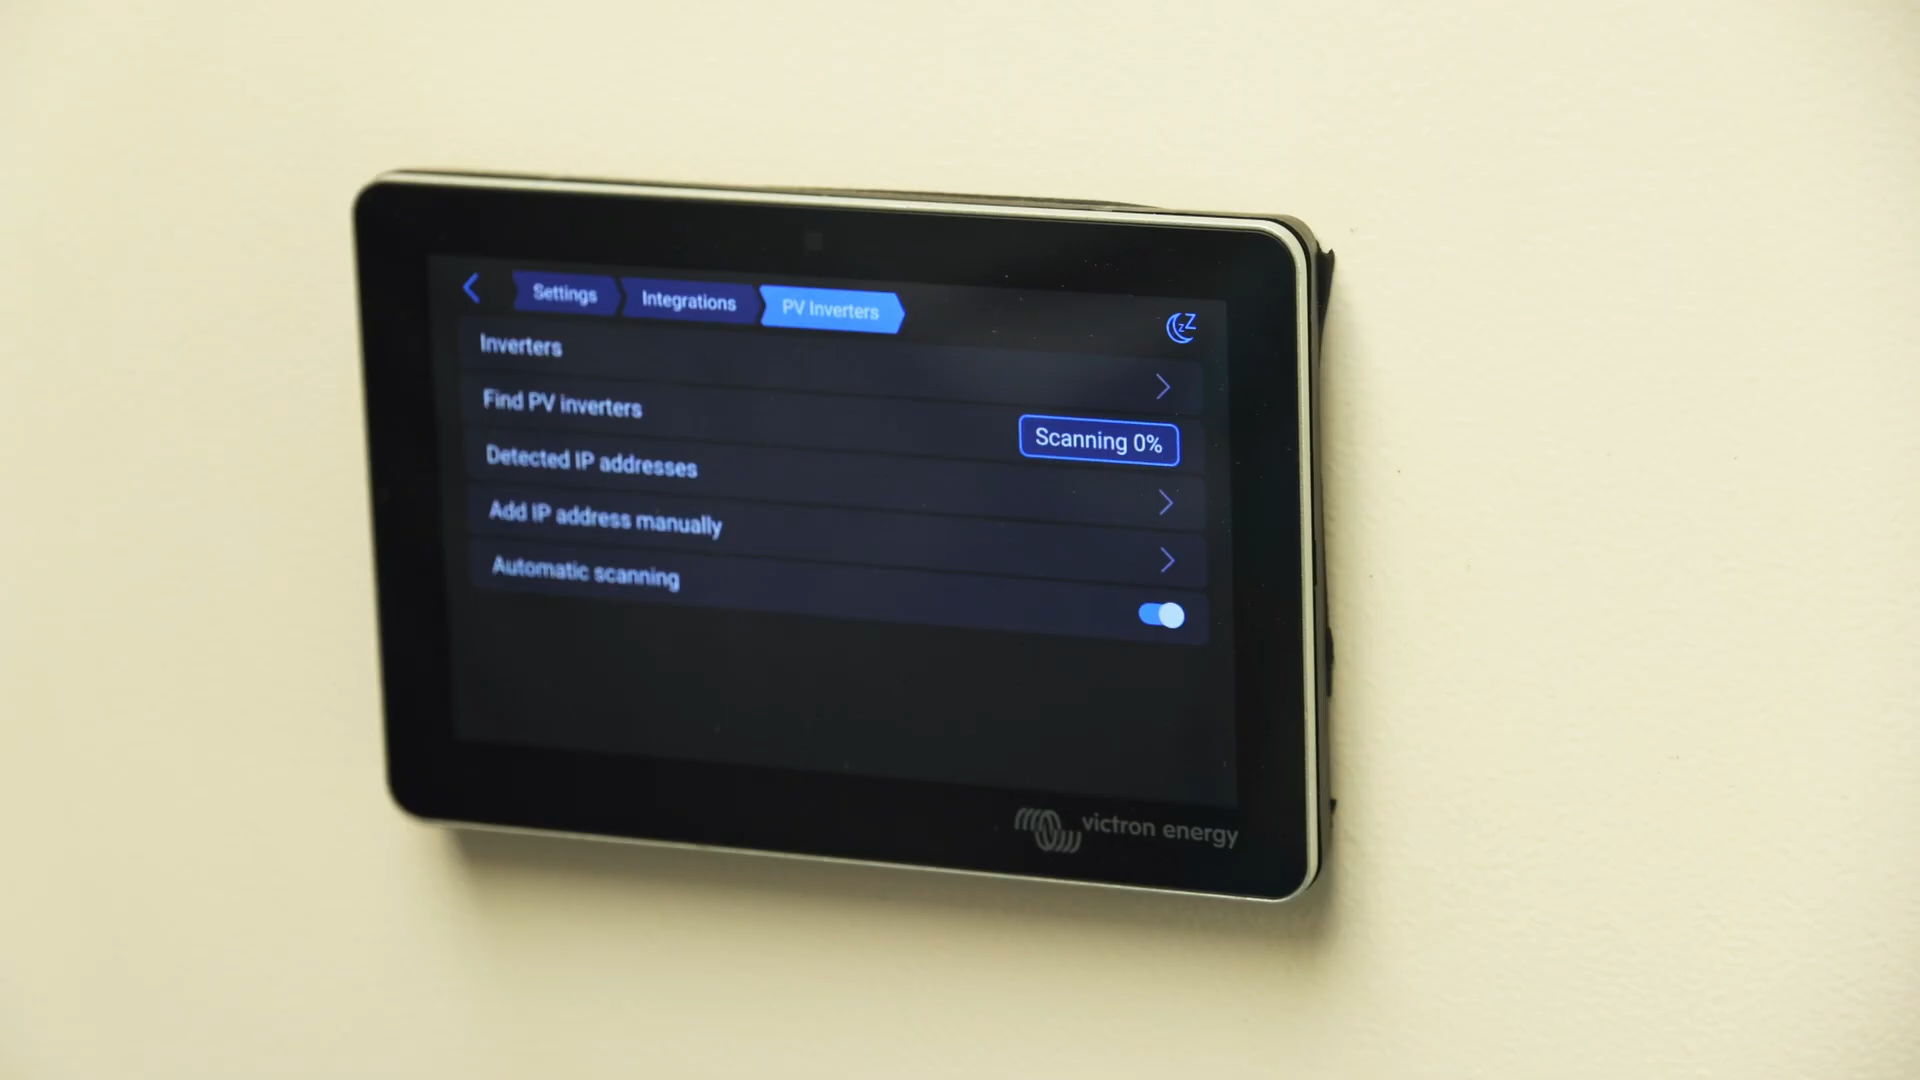 Settings
Integrations
PV Inverters
Inverters
Find PV inverters
Scanning 0%
Detected IP addresses
Add IP address manually
Automatic scanning
victron energy